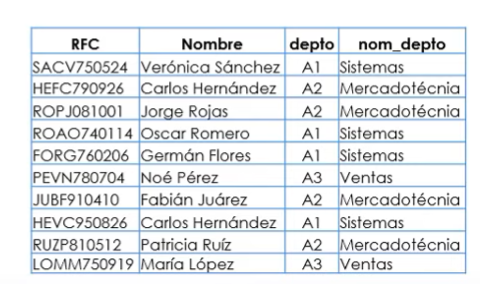 RFC Nombre depto nom_depto
SACV750524 Verónica Sánchez A1 Sistemas
HEFC790926 Carlos Hernández A2 Mercadotécnia
ROPJ081001 Jorge Rojas A2 Mercadotécnia
ROAO740114 Oscar Romero A1 Sistemas
FORG760206 Germán Flores A1 Sistemas
PEVN780704 Noé Pérez A3 Ventas
JUBF910410 Fabián Juárez A2 Mercadotécnia
HEVC950826 Carlos Hernández A1 Sistemas
RUZP810512 Patricia Ruíz A2 Mercadotécnia
LOMM750919 María López A3 Ventas